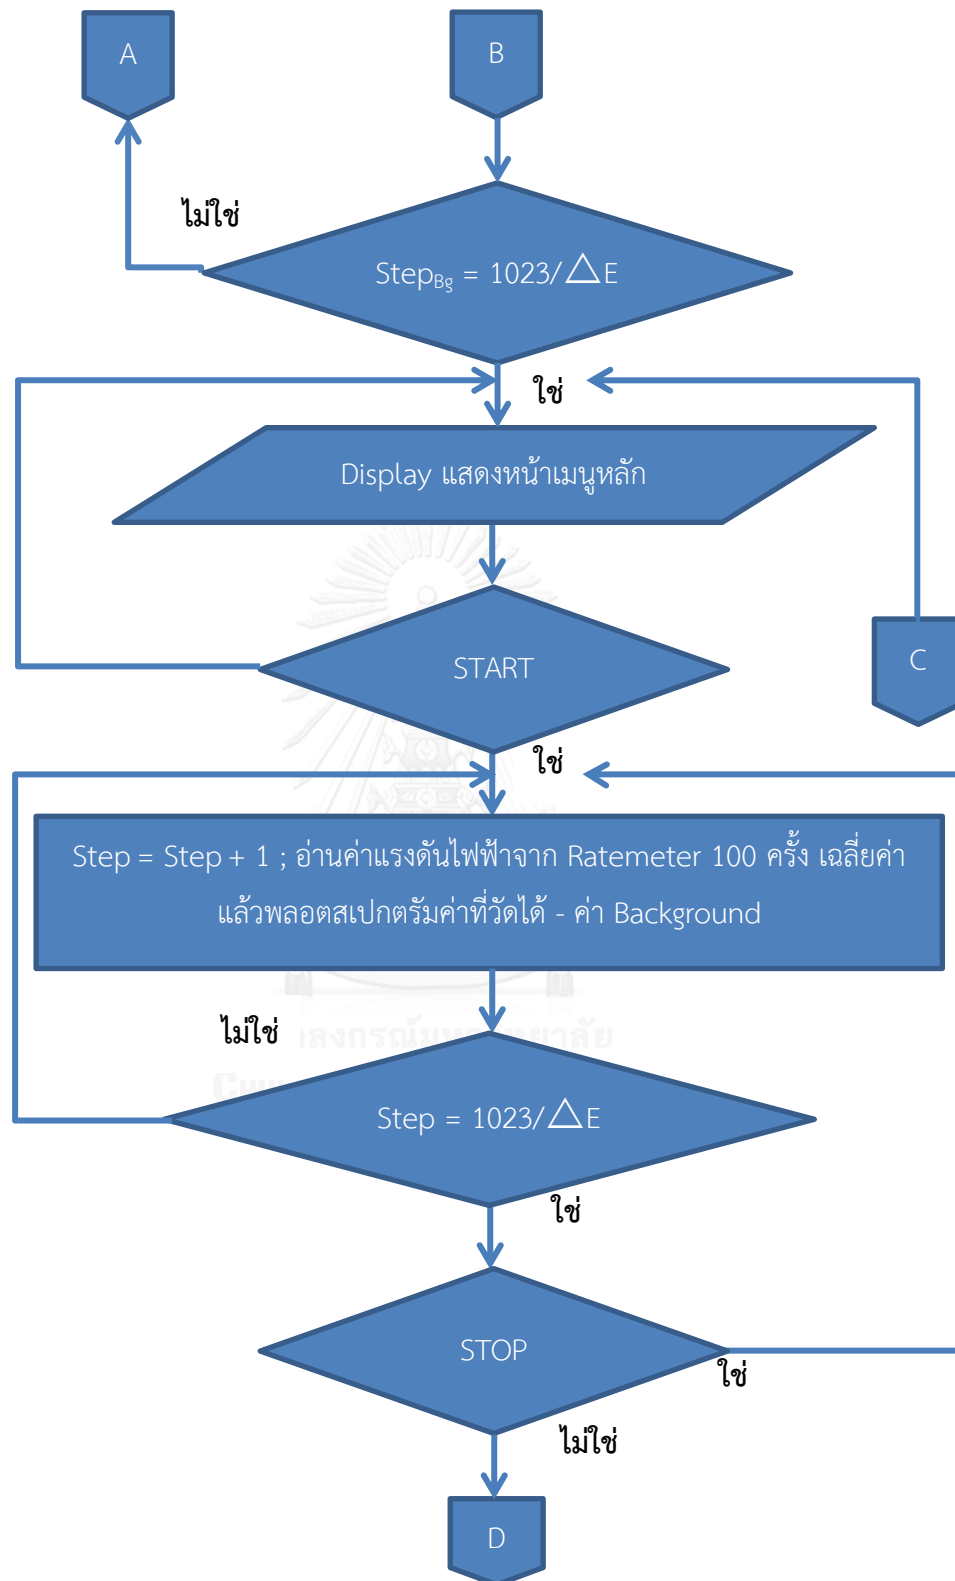 A
B
ไม่ใช่
StepBg = 1023/△E
ใช่
Display แสดงหน้าเมนูหลัก
START
C
ใช่
Step = Step + 1 ; อ่านค่าแรงดันไฟฟ้าจาก Ratemeter 100 ครั้ง เฉลี่ยค่า
แล้วพลอตสเปกตรัมค่าที่วัดได้ - ค่า Background
ไม่ใช่
Step = 1023/△E
ใช่
STOP
ใช่
ไม่ใช่
D